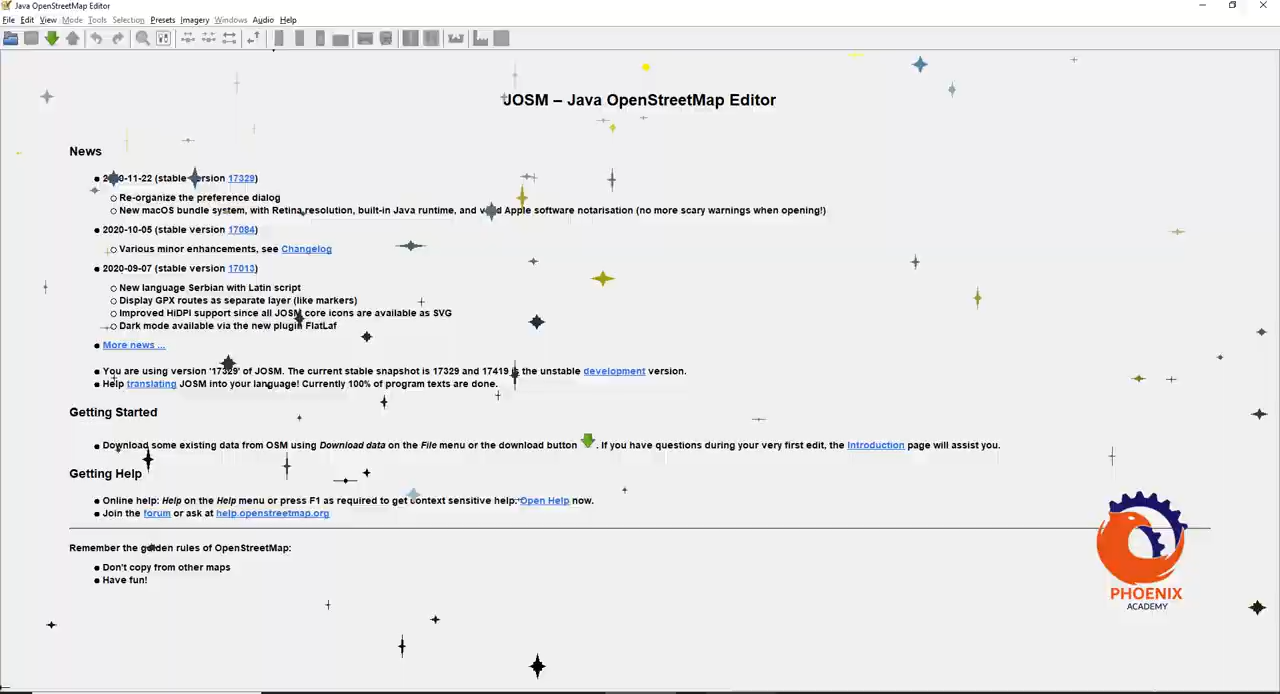 Java OpenStreetMap Editor
File Edit View Mode Tools Selection Presets Imagery Windows Audio Help
JOSM – Java OpenStreetMap Editor
News
2020-11-22 (stable version 17329)
Re-organize the preference dialog
New macOS bundle system, with Retina resolution, built-in Java runtime, and valid Apple software notarisation (no more scary warnings when opening!)
2020-10-05 (stable version 17084)
Various minor enhancements, see Changelog
2020-09-07 (stable version 17013)
New language Serbian with Latin script
Display GPX routes as separate layer (like markers)
Improved HiDPI support since all JOSM core icons are available as SVG
Dark mode available via the new plugin FlatLaf
More news ...
You are using version '17329' of JOSM. The current stable snapshot is 17329 and 17419 is the unstable development version.
Help translating JOSM into your language! Currently 100% of program texts are done.
Getting Started
Download some existing data from OSM using Download data on the File menu or the download button . If you have questions during your very first edit, the Introduction page will assist you.
Getting Help
Online help: Help on the Help menu or press F1 as required to get context sensitive help: Open Help now.
Join the forum or ask at help.openstreetmap.org
Remember the golden rules of OpenStreetMap:
Don't copy from other maps
Have fun!
PHOENIX
ACADEMY